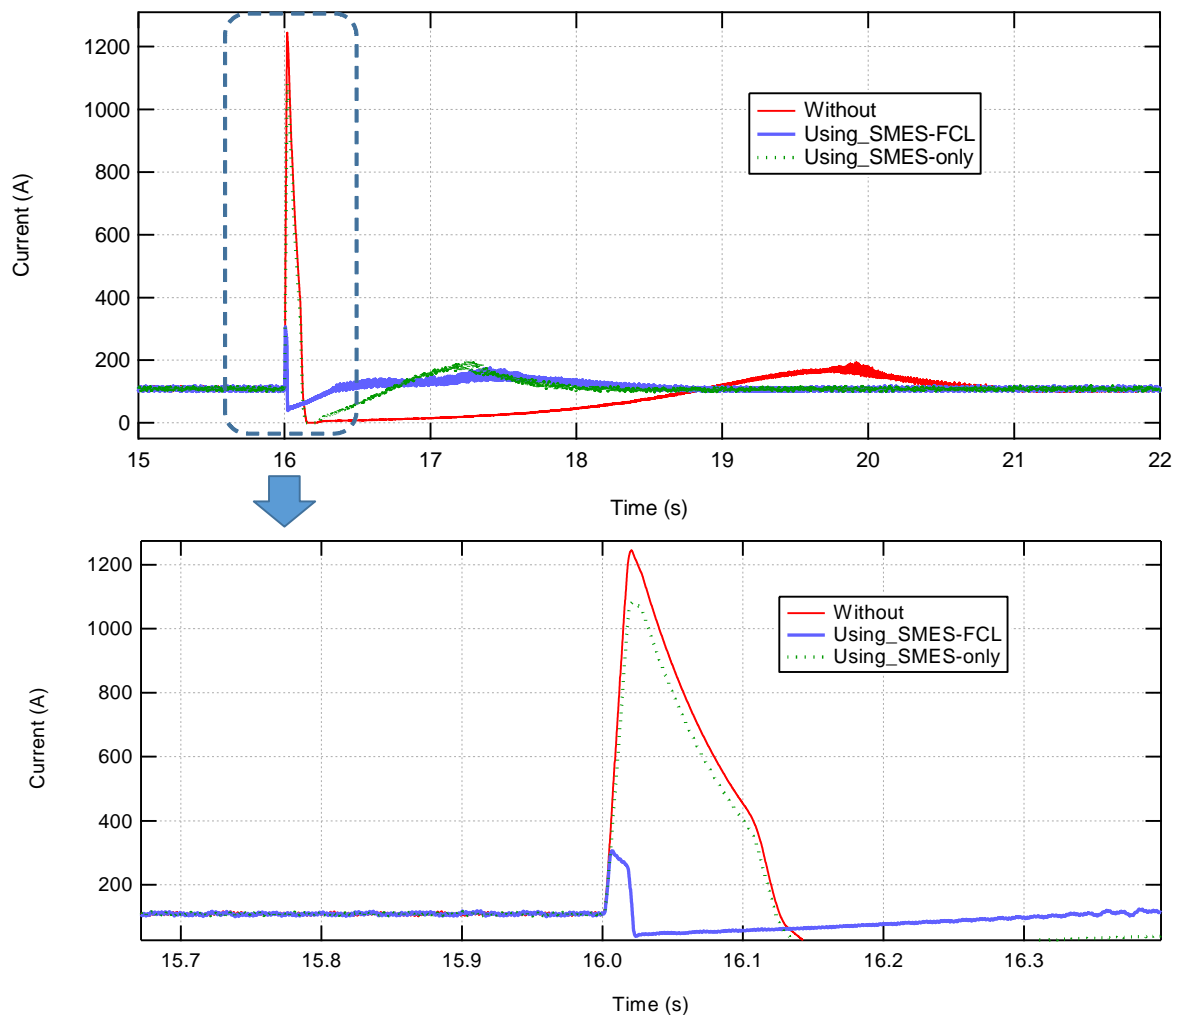 1200
1000
800
600
400
200
0
Current (A)
Without
Using_SMES-FCL
Using_SMES-only
15 16 17 18 19 20 21 22
Time (s)
1200
1000
800
600
400
200
Current (A)
Without
Using_SMES-FCL
Using_SMES-only
15.7 15.8 15.9 16.0 16.1 16.2 16.3
Time (s)